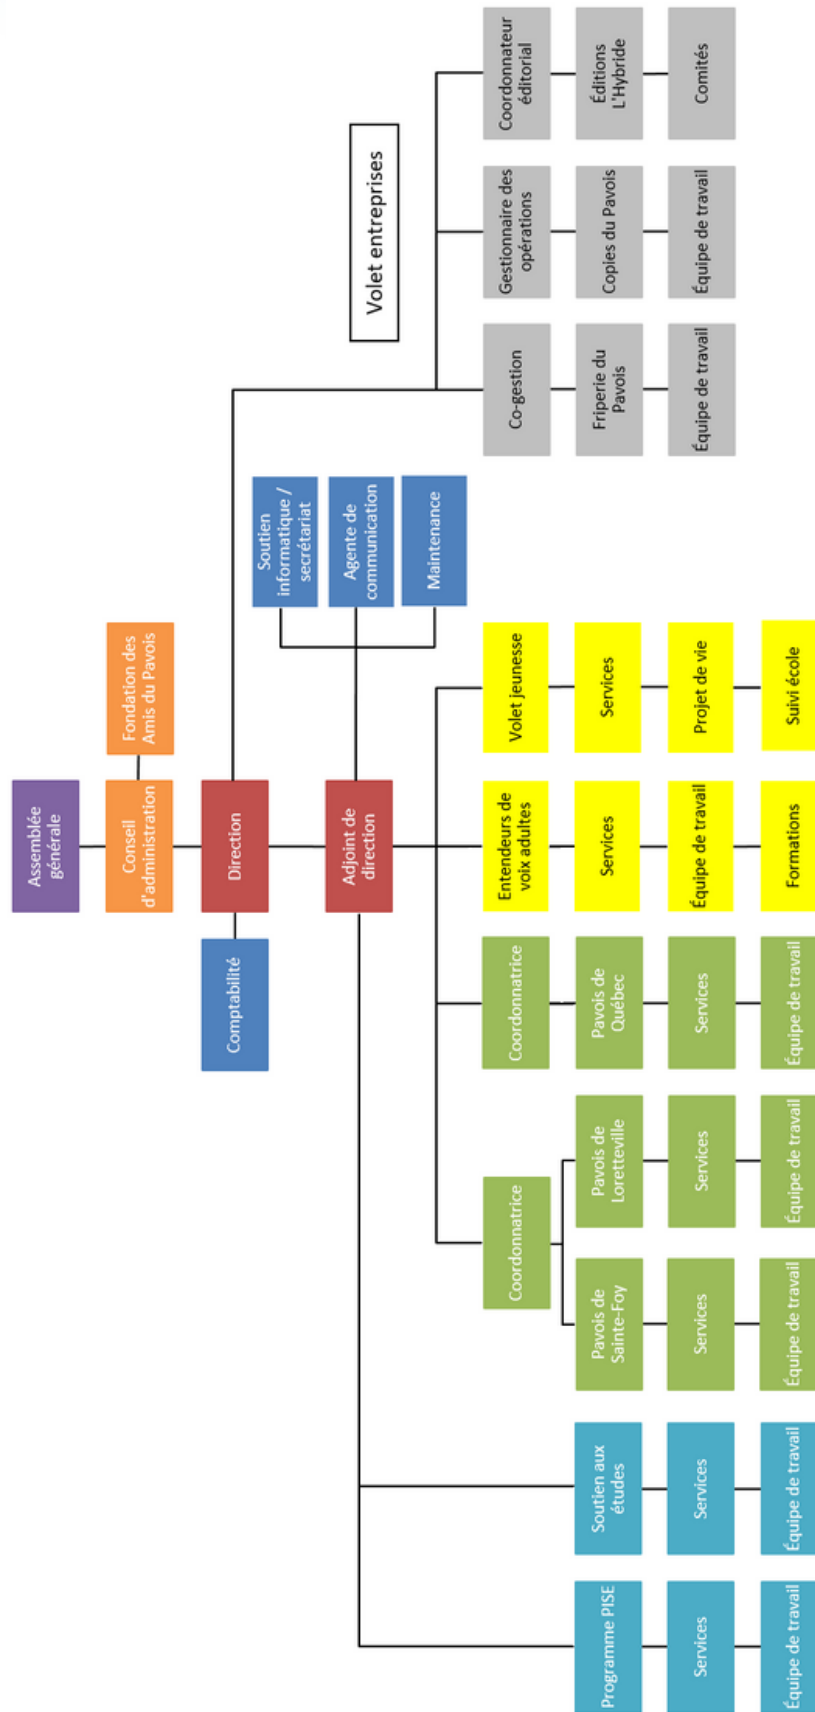 Assemblée
générale
Conseil
d'administration
Fondation des
Amis du Pavois
Comptabilité
Direction
Adjoint de
direction
Soutien
informatique /
secrétariat
Agente de
communication
Maintenance
Volet entreprises
Programme PISE
Services
Équipe de travail
Soutien aux
études
Services
Équipe de travail
Coordonnatrice
Pavois de
Sainte-Foy
Services
Équipe de travail
Pavois de
Loretteville
Services
Équipe de travail
Coordonnatrice
Pavois de
Québec
Services
Équipe de travail
Entendeurs de
voix adultes
Services
Équipe de travail
Formations
Volet jeunesse
Services
Projet de vie
Suivi école
Co-gestion
Friperie du
Pavois
Équipe de travail
Gestionnaire des
opérations
Copies du Pavois
Équipe de travail
Coordonnateur
éditorial
Éditions
L'Hybride
Comités